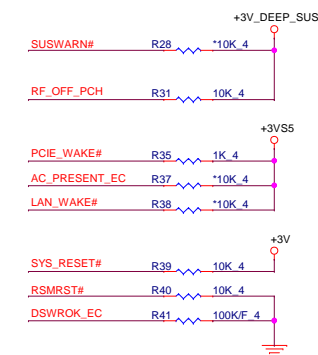 +3V_DEEP_SUS
SUSWARN# R28 *10K_4
RF_OFF_PCH R31 10K_4
+3VS5
PCIE_WAKE# R35 1K_4
AC_PRESENT_EC R37 *10K_4
LAN_WAKE# R38 *10K_4
+3V
SYS_RESET# R39 10K_4
RSMRST# R40 10K_4
DSWROK_EC R41 100K/F_4